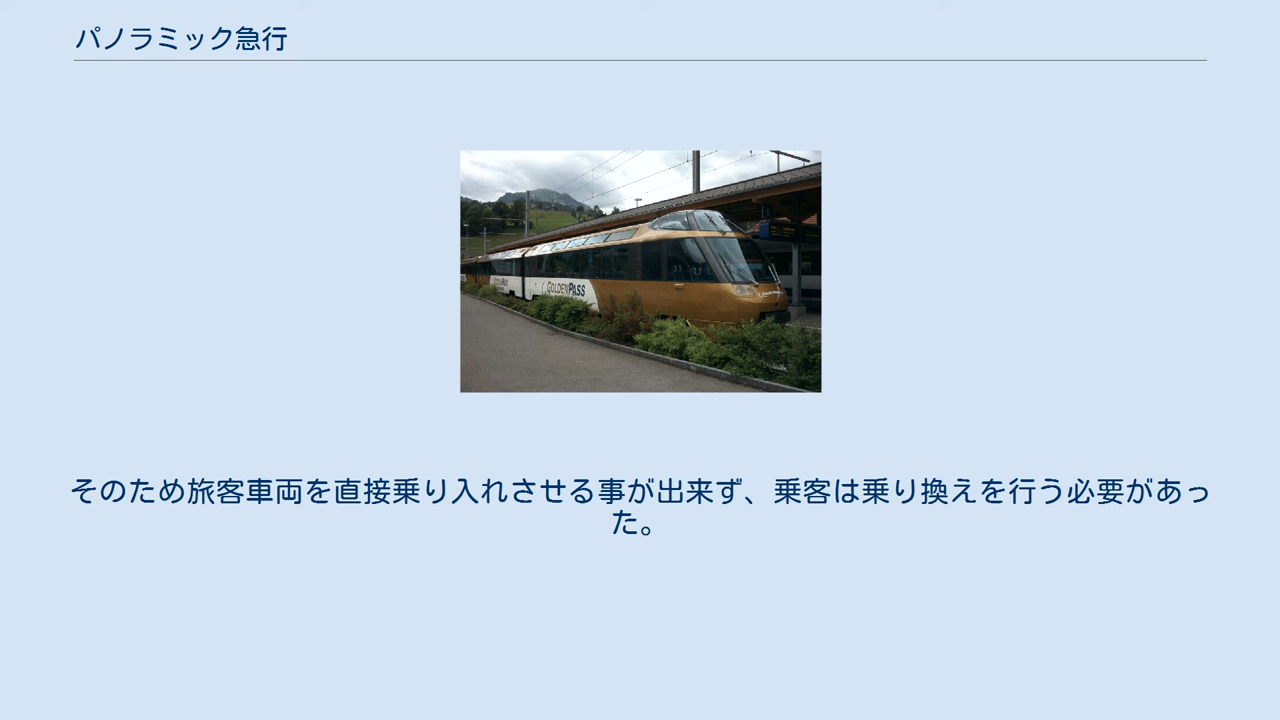 パノラミック急行
GOLDENPASS
そのため旅客車両を直接乗り入れさせる事が出来ず、乗客は乗り換えを行う必要があっ
た。